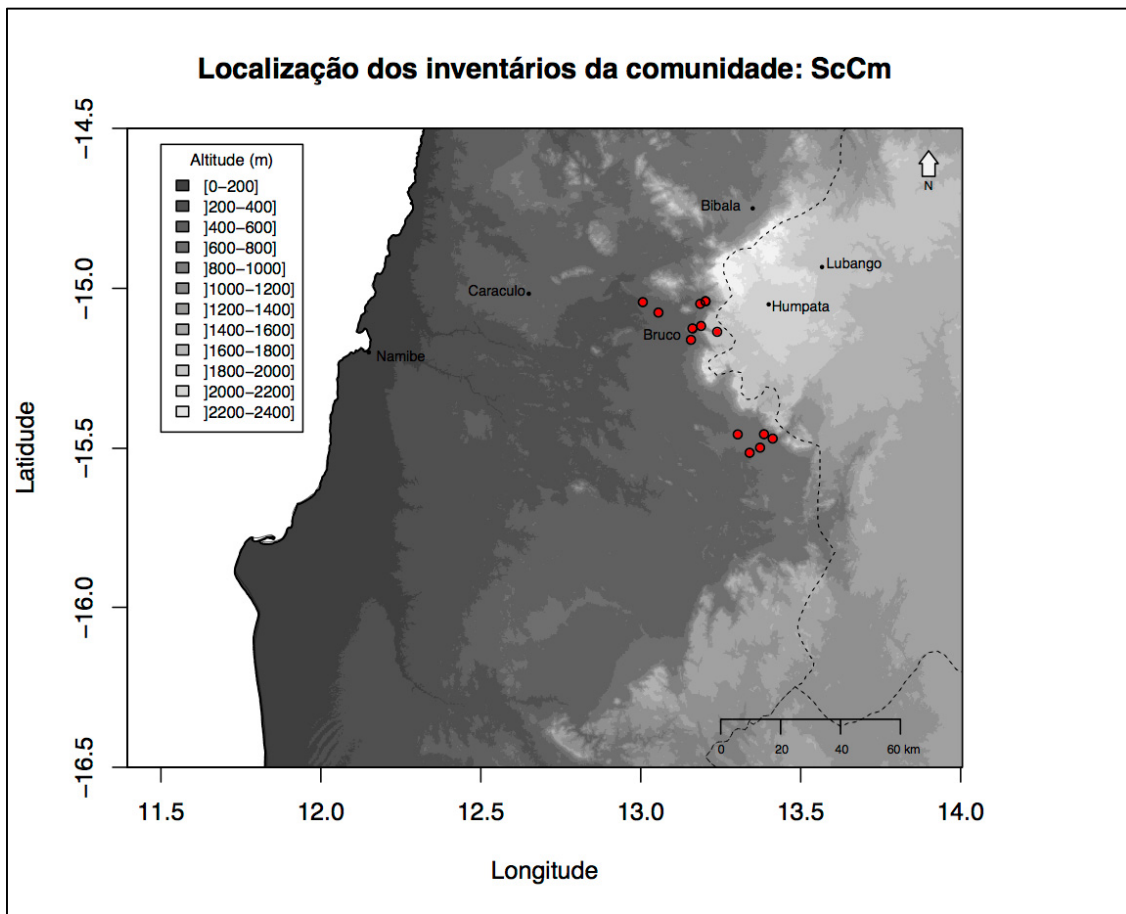 Localização dos inventários da comunidade: ScCm
Altitude (m)
[0−200]
]200−400]
]400−600]
]600−800]
]800−1000]
]1000−1200]
]1200−1400]
]1400−1600]
]1600−1800]
]1800−2000]
]2000−2200]
]2200−2400]
N
Bibala
Lubango
Caraculo
Humpata
Bruco
Namibe
0 20 40 60 km
−14.5
−15.0
−15.5
−16.0
−16.5
Latidude
11.5 12.0 12.5 13.0 13.5 14.0
Longitude